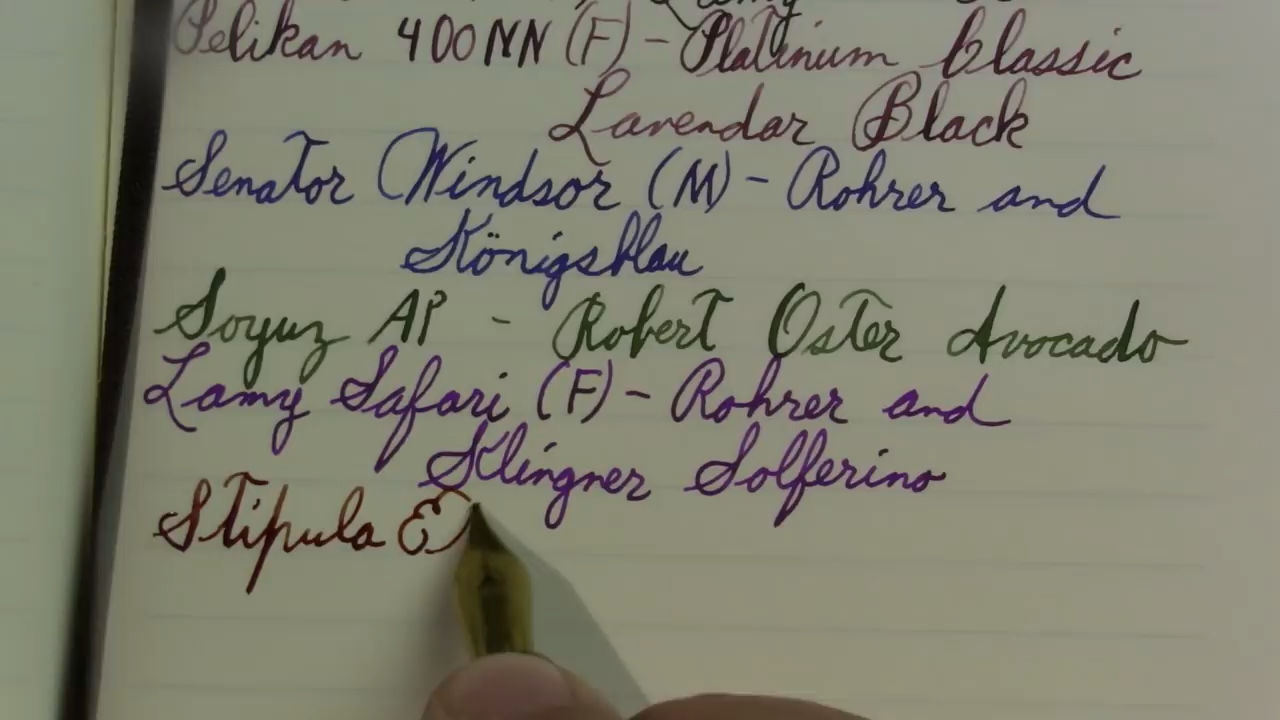 Lamy
Pelikan 400NN (F) - Platinum Classic
Lavendar Black
Senator Windsor (M) - Rohrer and
Königsblau
Soyuz AP - Robert Oster Avocado
Lamy Safari (F) - Rohrer and
Klingner Solferino
Stipula E